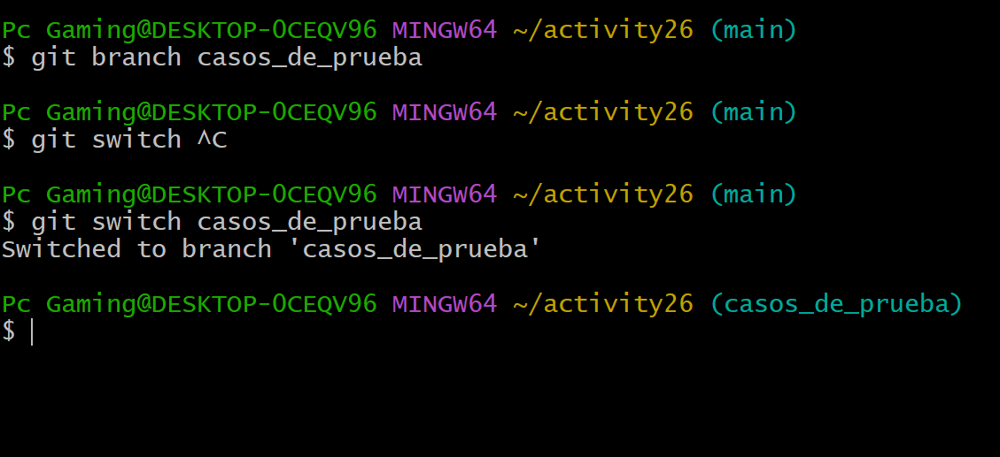 Pc Gaming@DESKTOP-0CEQV96 MINGW64 ~/activity26 (main)
$ git branch casos_de_prueba
Pc Gaming@DESKTOP-0CEQV96 MINGW64 ~/activity26 (main)
$ git switch ^C
Pc Gaming@DESKTOP-0CEQV96 MINGW64 ~/activity26 (main)
$ git switch casos_de_prueba
Switched to branch 'casos_de_prueba'
Pc Gaming@DESKTOP-0CEQV96 MINGW64 ~/activity26 (casos_de_prueba)
$